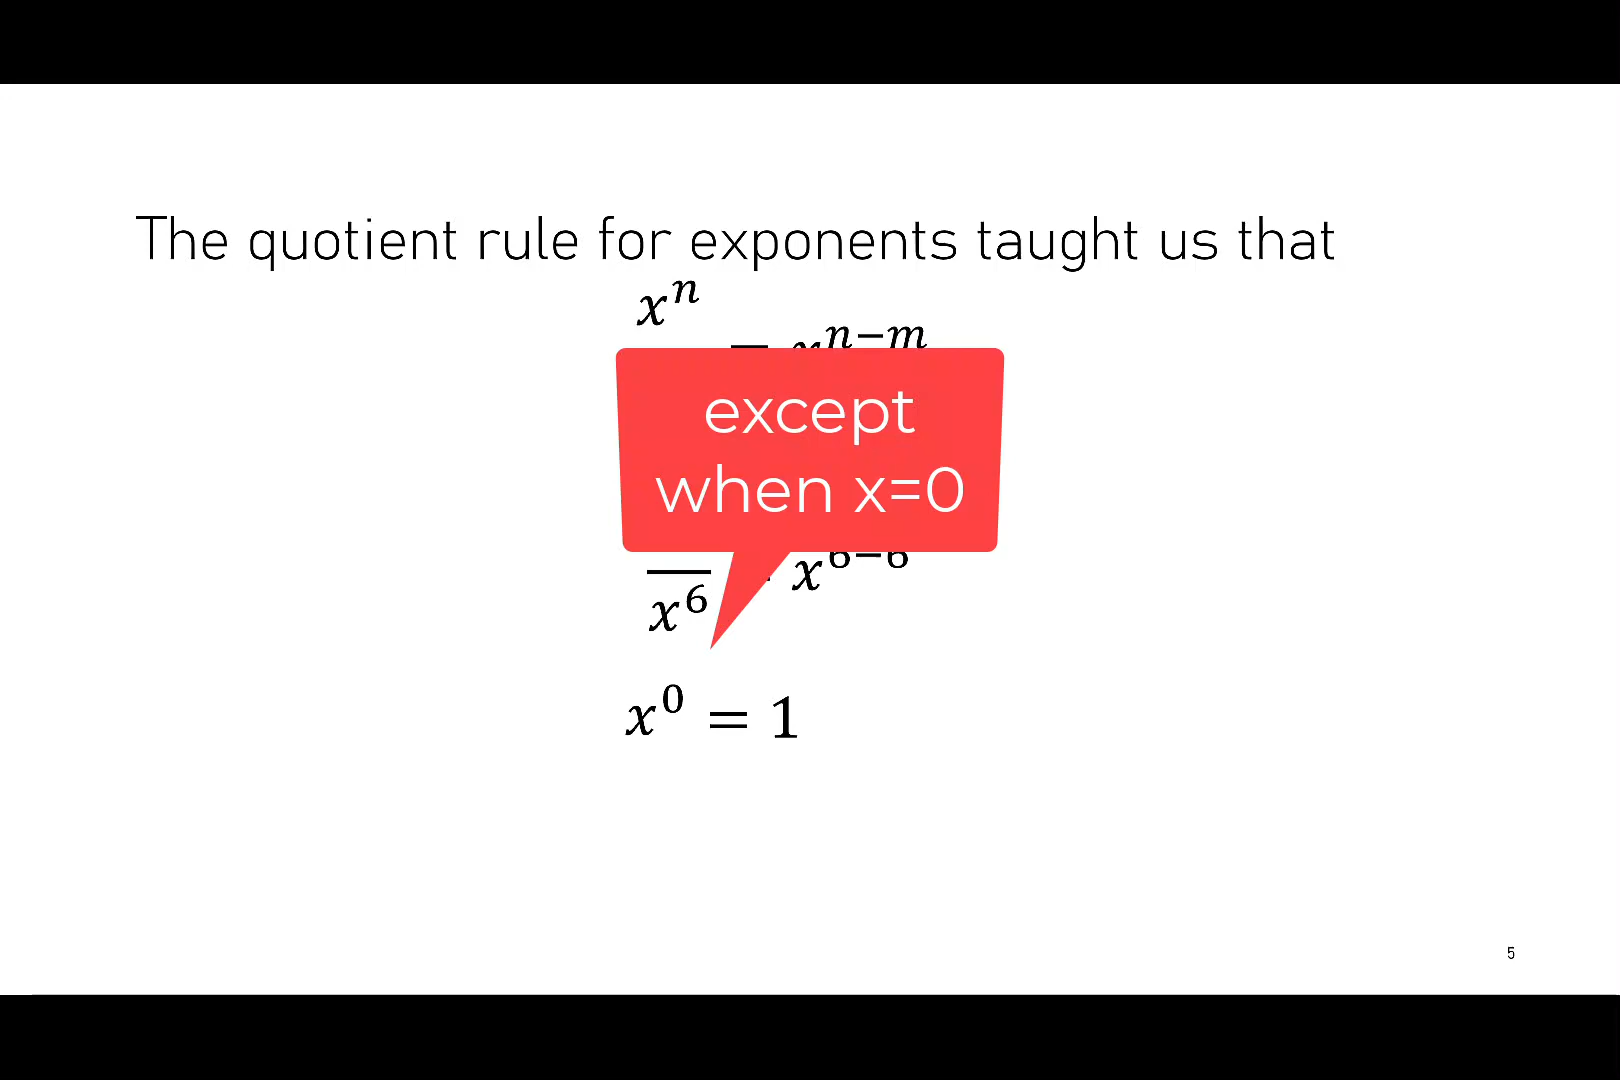 The quotient rule for exponents taught us that
xⁿ
= xⁿ⁻ᵐ
except
when x=0
x⁶⁻⁶
x⁶
x⁰ = 1
5